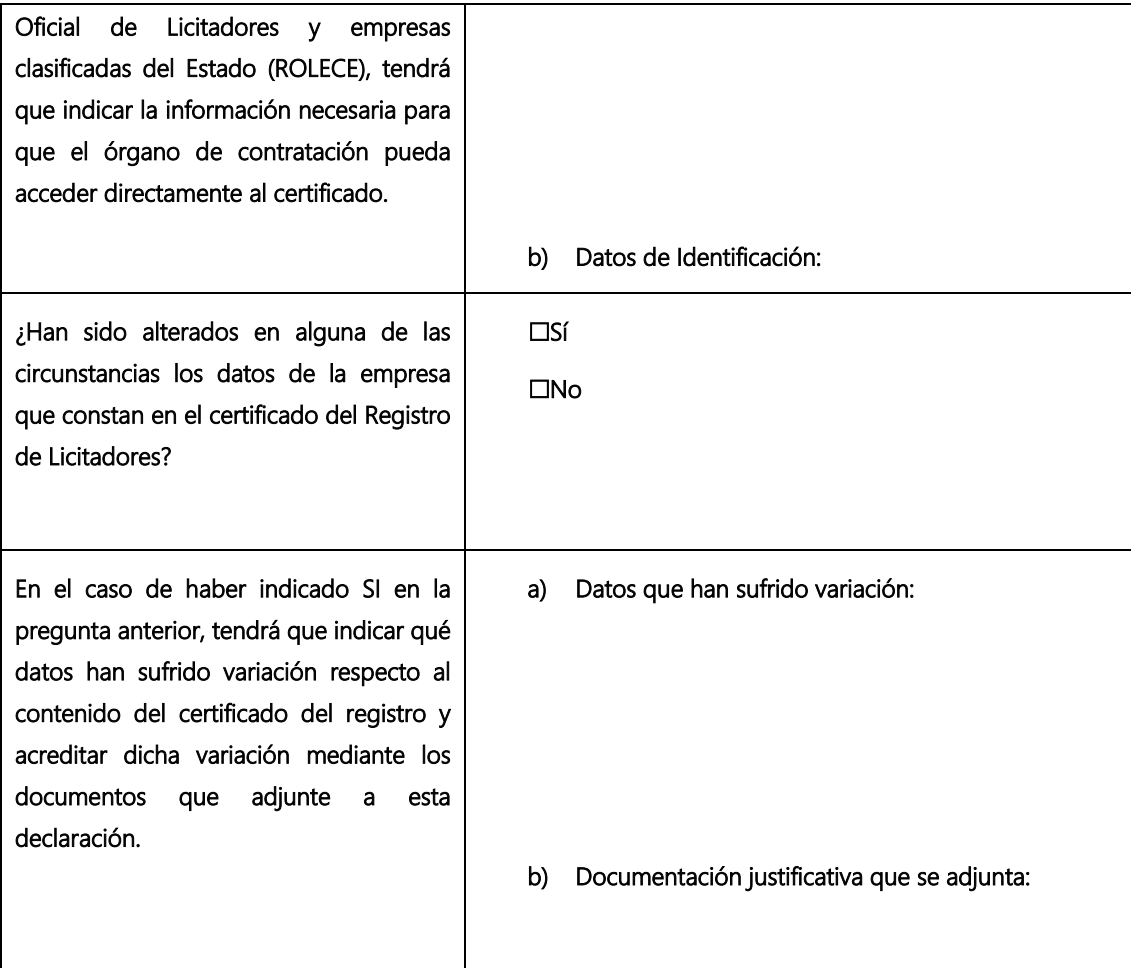 Oficial de Licitadores y empresas
clasificadas del Estado (ROLECE), tendrá
que indicar la información necesaria para
que el órgano de contratación pueda
acceder directamente al certificado.
b) Datos de Identificación:
¿Han sido alterados en alguna de las
circunstancias los datos de la empresa
que constan en el certificado del Registro
de Licitadores?
☐Sí
☐No
En el caso de haber indicado SI en la
pregunta anterior, tendrá que indicar qué
datos han sufrido variación respecto al
contenido del certificado del registro y
acreditar dicha variación mediante los
documentos que adjunte a esta
declaración.
a) Datos que han sufrido variación:
b) Documentación justificativa que se adjunta: